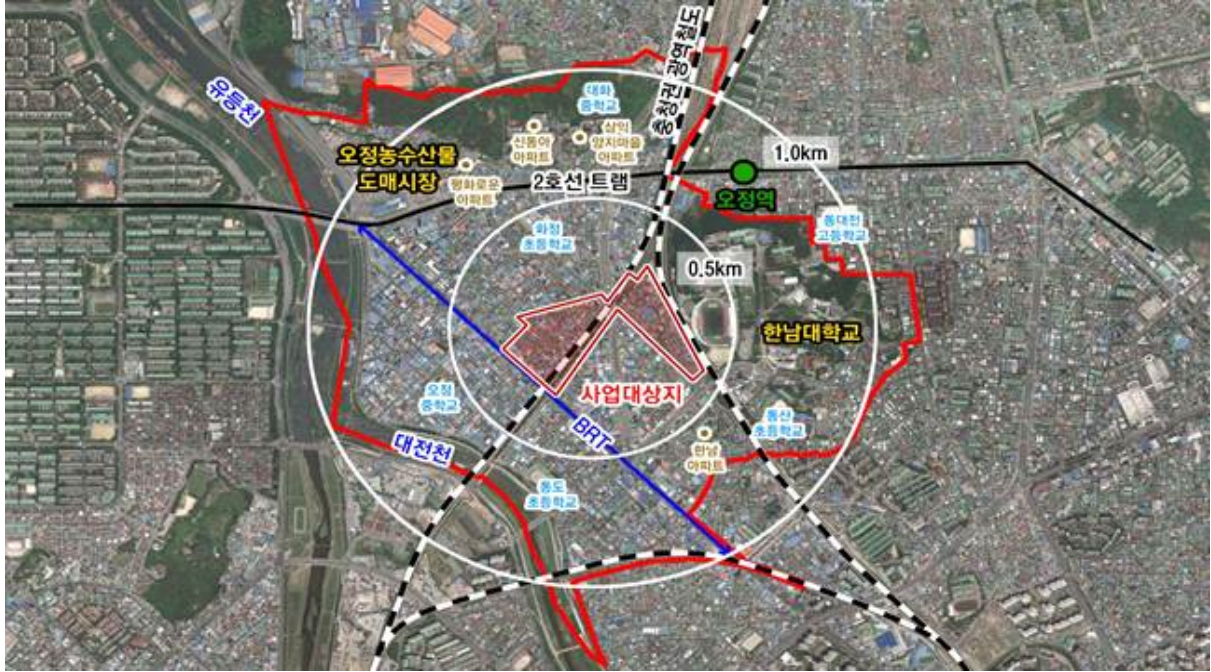 충청권 광역철도
유등천
대화
중학교
신동아
아파트
삼익
양지마을
아파트
오정농수산물
도매시장
평화로운
아파트
2호선 트램
1.0km
오정역
동대전
고등학교
화정
초등학교
0.5km
한남대학교
사업대상지
오정
중학교
BRT
중산
초등학교
대전천
한남
아파트
중도
초등학교